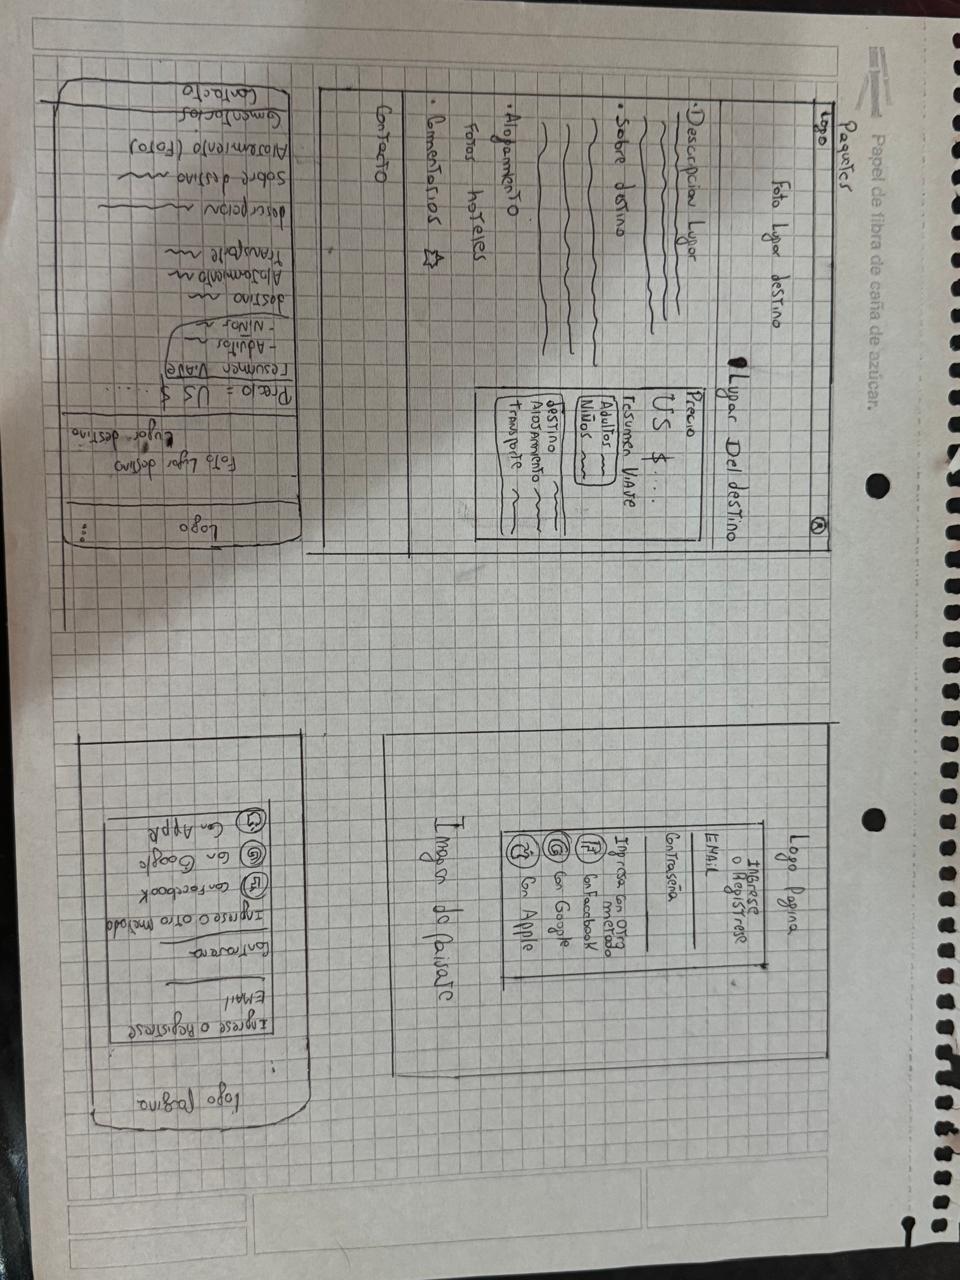 Papel de fibra de caña de azúcar.
Paquetes
Logo
Foto Lugar destino
Lugar Del destino
• Descripcion Lugar
• Sobre destino
• Alojamiento
Fotos hoteles
• Comentarios
Contacto
Precio
US $ ....
resumen Viaje
Adultos
Niños
destino
Alojamiento
transporte
Logo
...
Foto Lugar destino
Lugar destino
Precio = US $ ......
resumen Viaje
- Adultos
- Niños
destino
Alojamiento
transporte
descripcion
Sobre destino
Alojamiento (Fotos)
Comentarios
Contacto
Logo Pagina
Ingrese
o Registrese
EMAil
Contraseña
Ingresa con otro
metodo
F Con Facebook
G Con Google
Con Apple
Imagen de Paisaje
Logo pagina
Ingrese o Registrese
EMAil
Ingrese o otro metodo
Con Facebook
G Con Google
Con